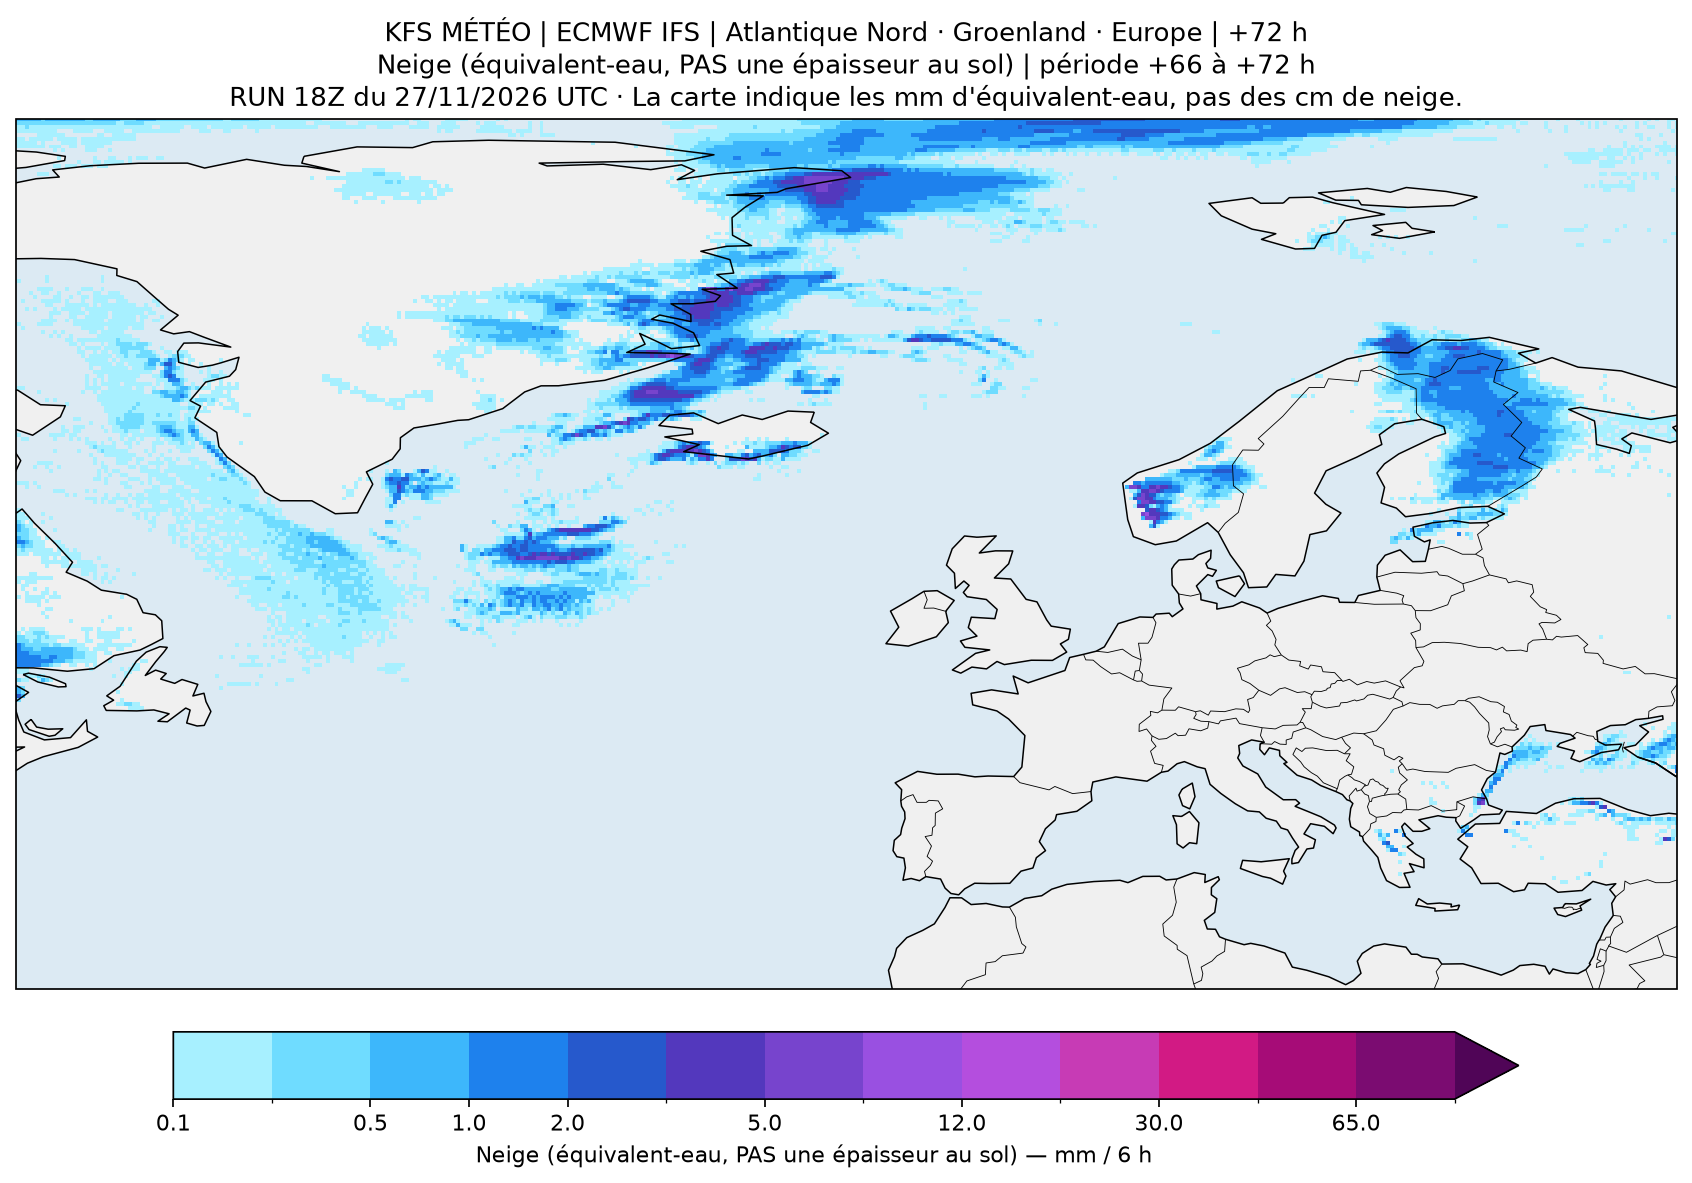 KFS MÉTÉO | ECMWF IFS | Atlantique Nord · Groenland · Europe | +72 h
Neige (équivalent-eau, PAS une épaisseur au sol) | période +66 à +72 h
RUN 18Z du 27/11/2026 UTC · La carte indique les mm d'équivalent-eau, pas des cm de neige.
0.1 0.5 1.0 2.0 5.0 12.0 30.0 65.0
Neige (équivalent-eau, PAS une épaisseur au sol) — mm / 6 h